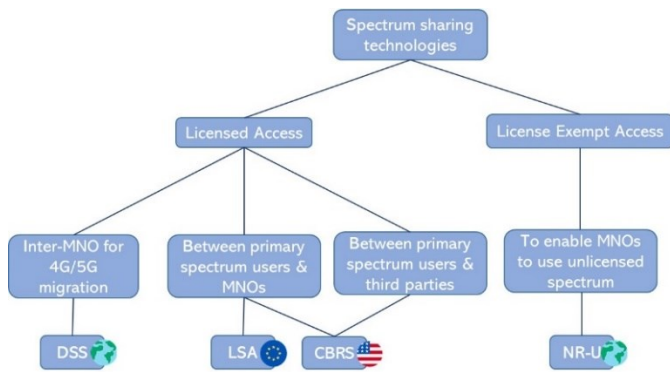 Spectrum sharing
technologies
Licensed Access
License Exempt Access
Inter-MNO for
4G/5G
migration
Between primary
spectrum users &
MNOs
Between primary
spectrum users &
third parties
To enable MNOs
to use unlicensed
spectrum
DSS
LSA
CBRS
NR-U